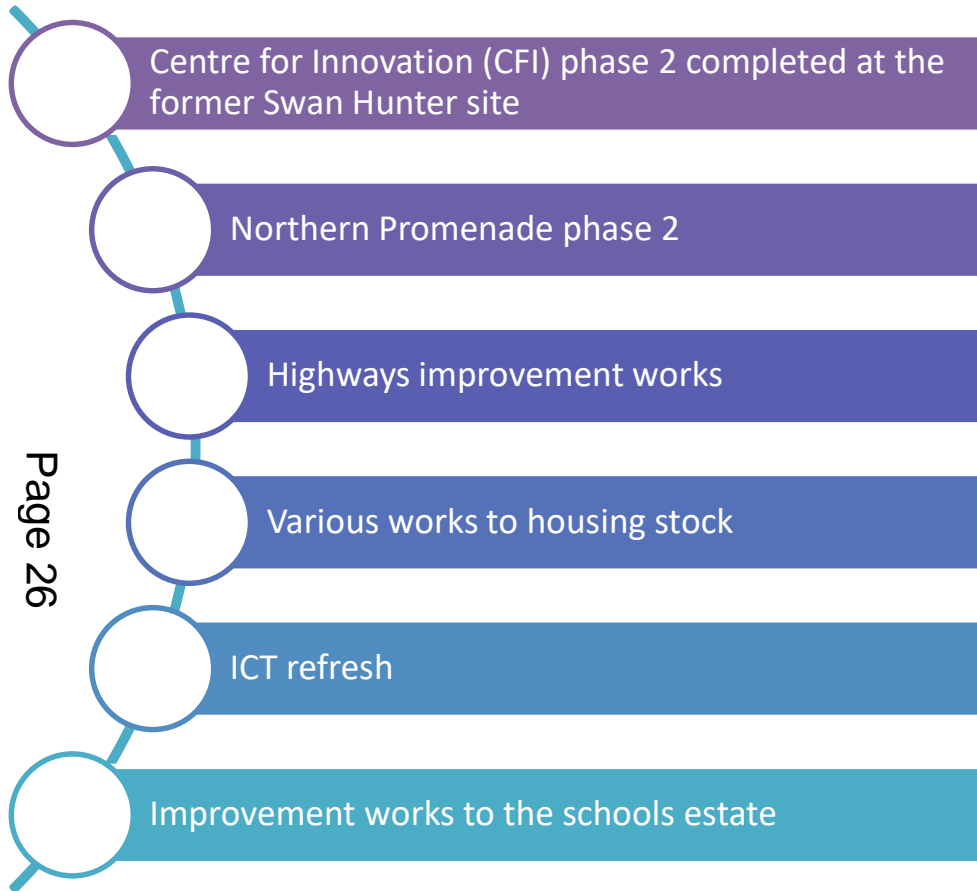 Centre for Innovation (CFI) phase 2 completed at the
former Swan Hunter site
Northern Promenade phase 2
Highways improvement works
Various works to housing stock
ICT refresh
Improvement works to the schools estate
Page 26